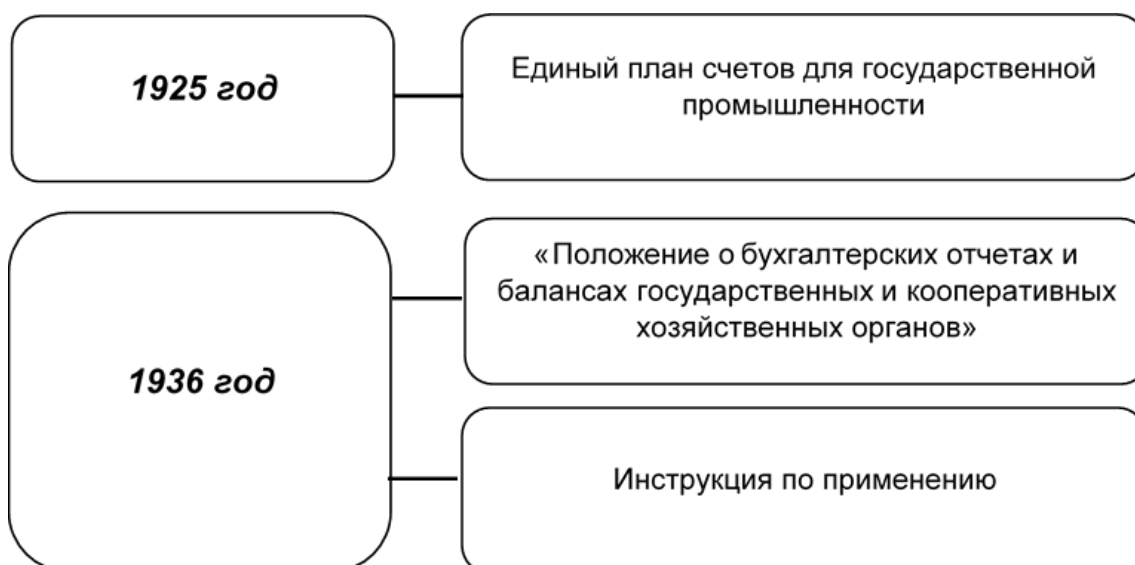 1925 год
Единый план счетов для государственной
промышленности
1936 год
«Положение о бухгалтерских отчетах и
балансах государственных и кооперативных
хозяйственных органов»
Инструкция по применению